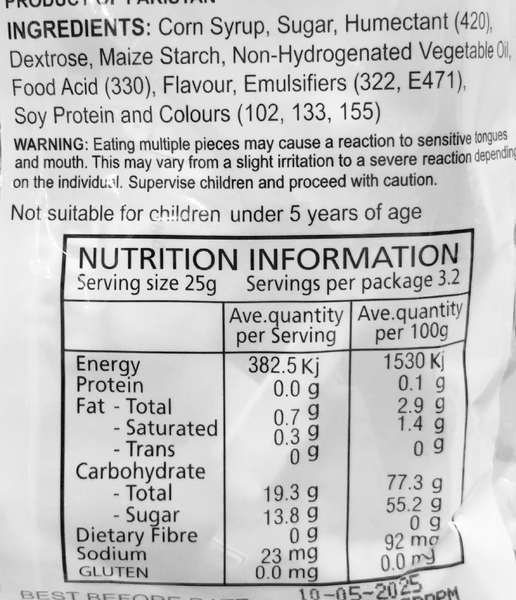 PRODUCT OF PAKISTAN
INGREDIENTS: Corn Syrup, Sugar, Humectant (420),
Dextrose, Maize Starch, Non-Hydrogenated Vegetable Oil,
Food Acid (330), Flavour, Emulsifiers (322, E471),
Soy Protein and Colours (102, 133, 155)
WARNING: Eating multiple pieces may cause a reaction to sensitive tongues
and mouth. This may vary from a slight irritation to a severe reaction depending
on the individual. Supervise children and proceed with caution.
Not suitable for children under 5 years of age
NUTRITION INFORMATION
Serving size 25g Servings per package 3.2
Ave.quantity per Serving Ave.quantity per 100g
Energy 382.5 Kj 1530 Kj
Protein 0.0 g 0.1 g
Fat - Total 0.7 g 2.9 g
- Saturated 0.3 g 1.4 g
- Trans 0 g 0 g
Carbohydrate
- Total 19.3 g 77.3 g
- Sugar 13.8 g 55.2 g
Dietary Fibre 0 g 0 g
Sodium 23 mg 92 mg
GLUTEN 0.0 mg 0.0 mg
BEST BEFORE 10-05-2025